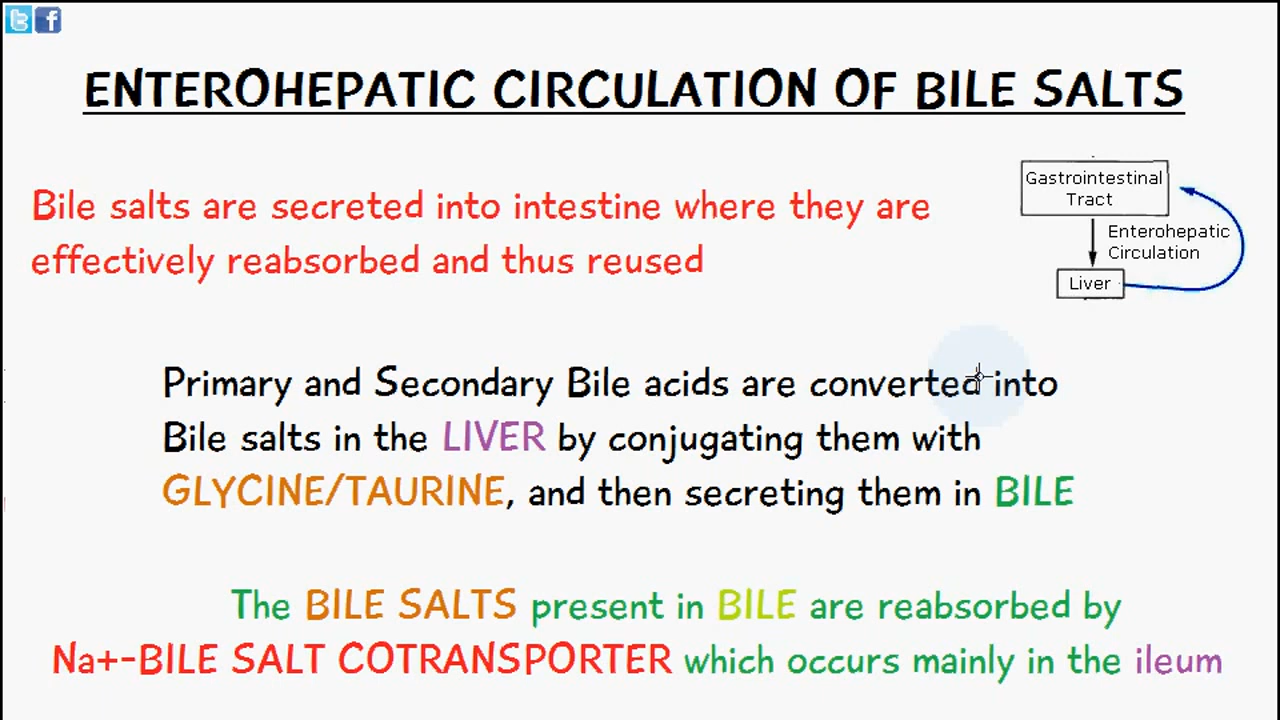 ENTEROHEPATIC CIRCULATION OF BILE SALTS
Bile salts are secreted into intestine where they are
effectively reabsorbed and thus reused
Gastrointestinal
Tract
Enterohepatic
Circulation
Liver
Primary and Secondary Bile acids are converted into
Bile salts in the LIVER by conjugating them with
GLYCINE/TAURINE, and then secreting them in BILE
The BILE SALTS present in BILE are reabsorbed by
Na+-BILE SALT COTRANSPORTER which occurs mainly in the ileum